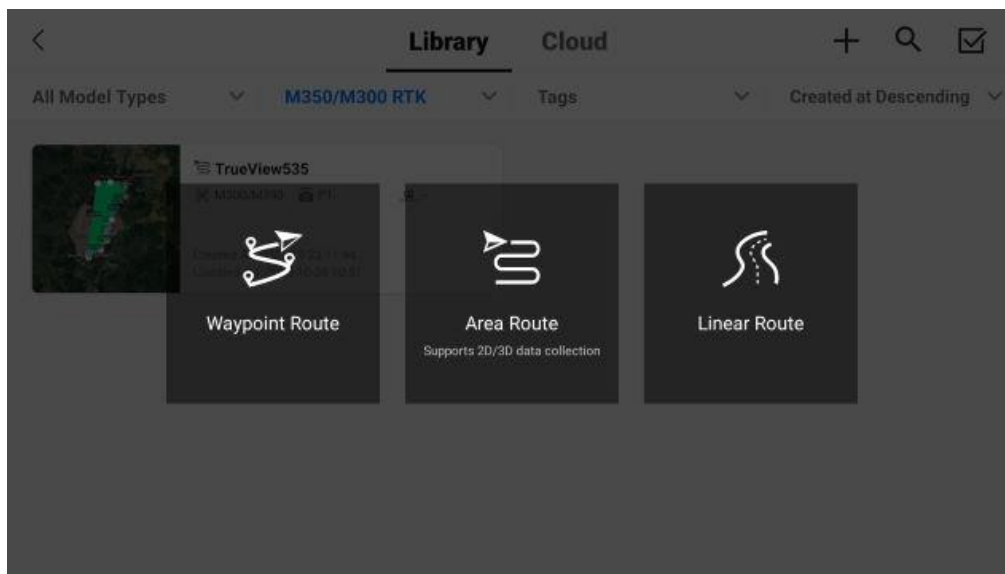 Library Cloud
All Model Types M350/M300 RTK Tags Created at Descending
TrueView535
Waypoint Route
Area Route
Supports 2D/3D data collection
Linear Route